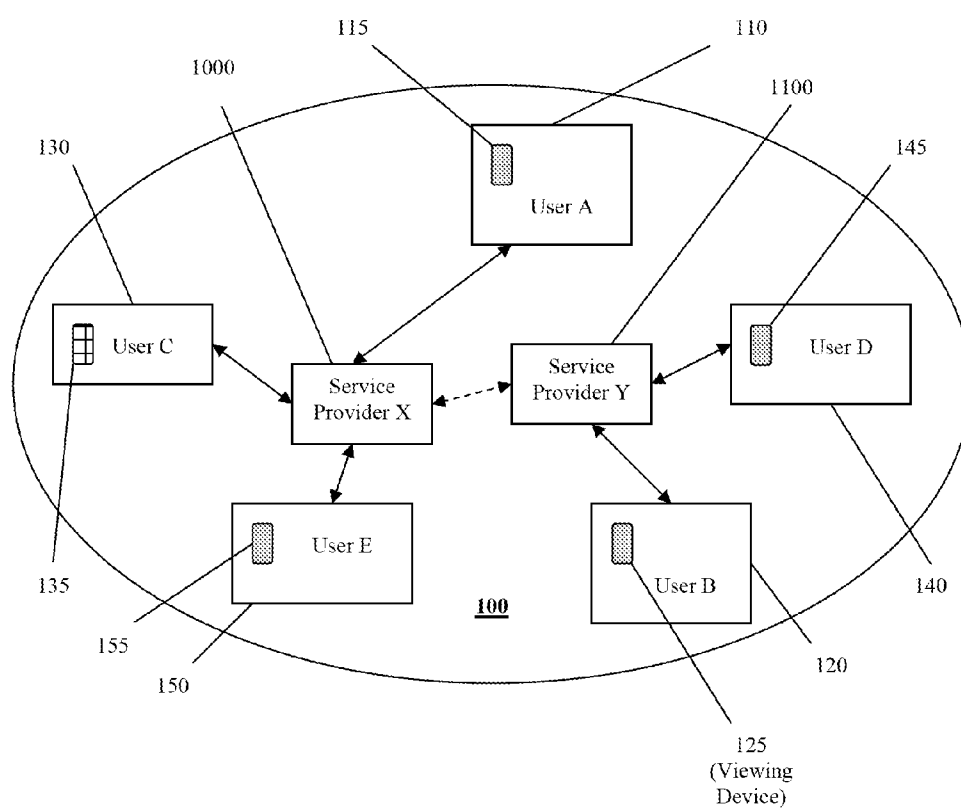 115
110
1000
1100
130
145
User A
User C
User D
Service
Provider X
Service
Provider Y
User E
User B
135
155
150
100
140
120
125
(Viewing
Device)